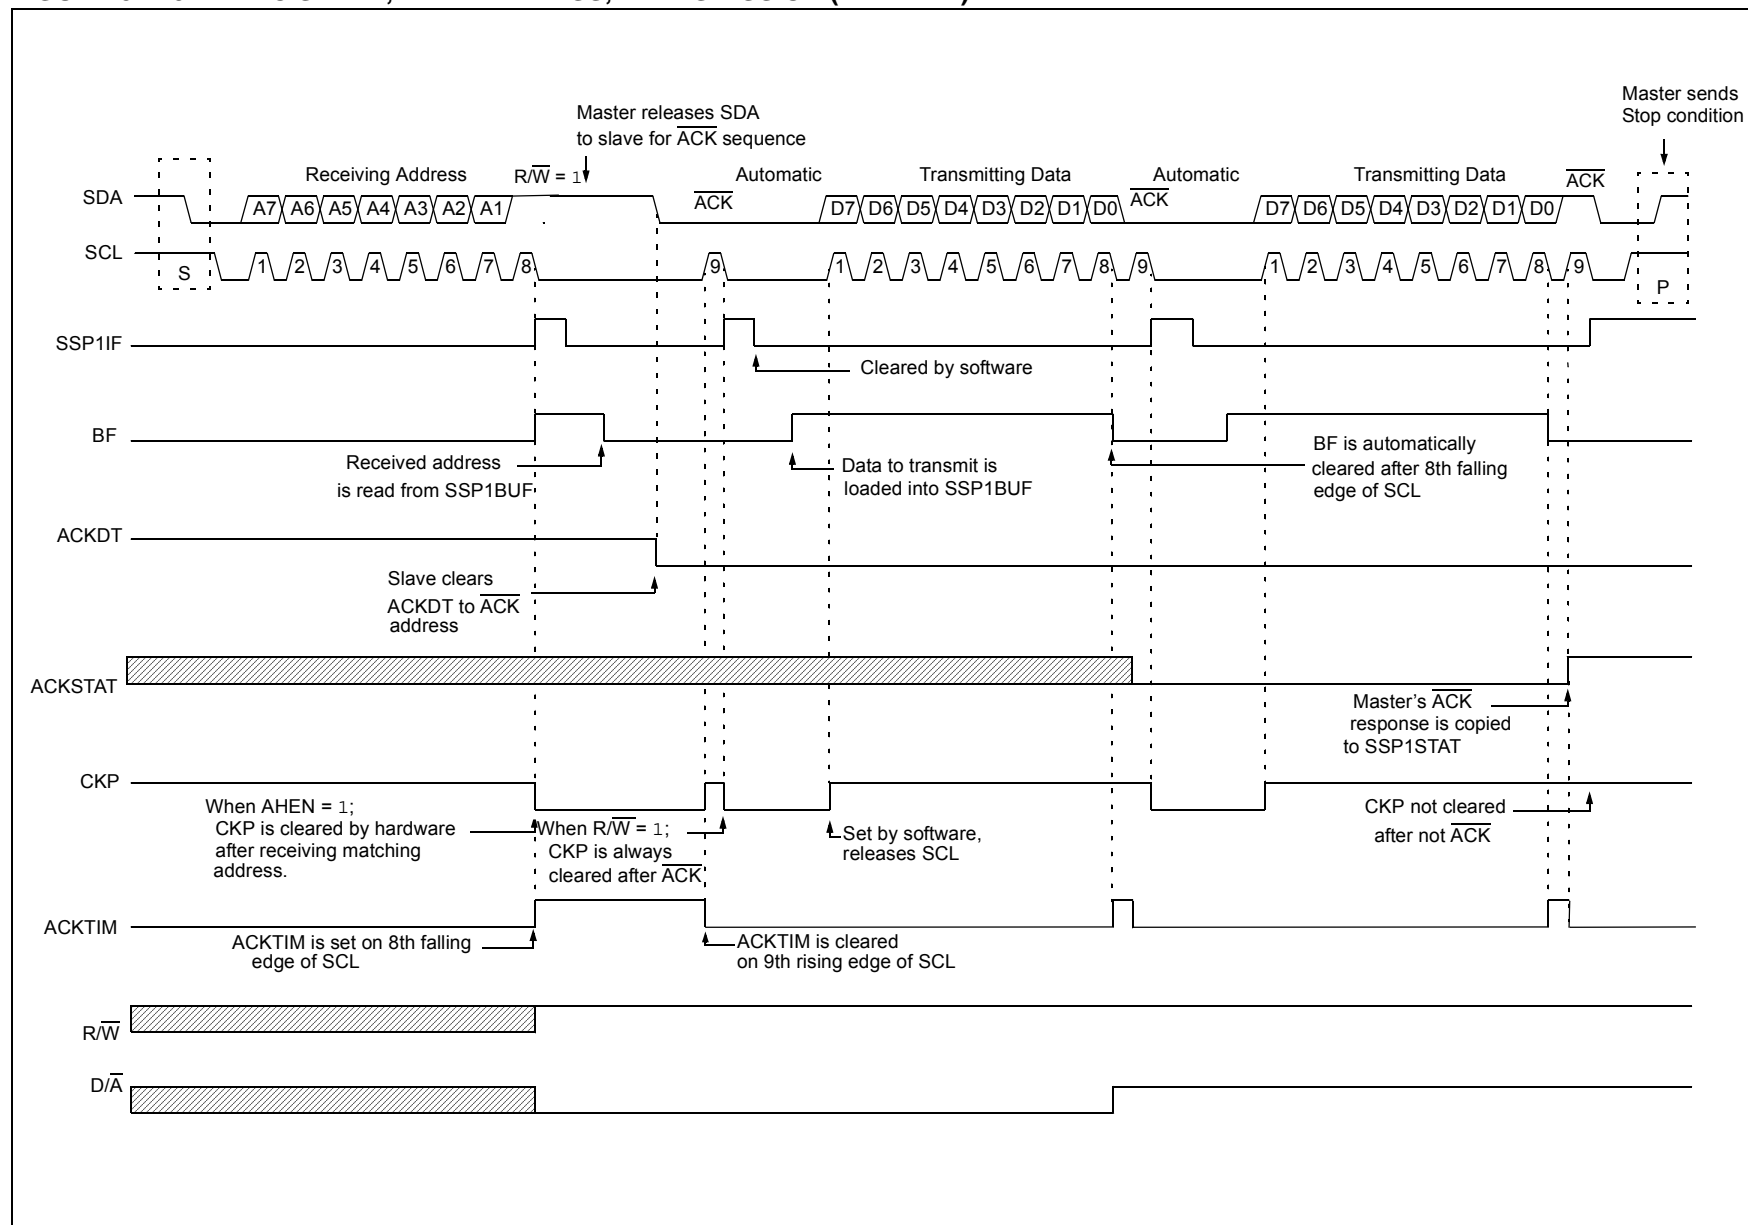 Master releases SDA
to slave for ACK sequence
Master sends
Stop condition
Receiving Address
R/W = 1
Automatic
Transmitting Data
Automatic
Transmitting Data
ACK
SDA
A7 A6 A5 A4 A3 A2 A1
ACK
D7 D6 D5 D4 D3 D2 D1 D0
ACK
D7 D6 D5 D4 D3 D2 D1 D0
SCL
S
1 2 3 4 5 6 7 8 9 1 2 3 4 5 6 7 8 9 1 2 3 4 5 6 7 8 9
P
SSP1IF
Cleared by software
BF
Received address
is read from SSP1BUF
Data to transmit is
loaded into SSP1BUF
BF is automatically
cleared after 8th falling
edge of SCL
ACKDT
Slave clears
ACKDT to ACK
address
ACKSTAT
Master's ACK
response is copied
to SSP1STAT
CKP
When AHEN = 1;
CKP is cleared by hardware
after receiving matching
address.
When R/W = 1;
CKP is always
cleared after ACK
Set by software,
releases SCL
CKP not cleared
after not ACK
ACKTIM
ACKTIM is set on 8th falling
edge of SCL
ACKTIM is cleared
on 9th rising edge of SCL
R/W
D/A